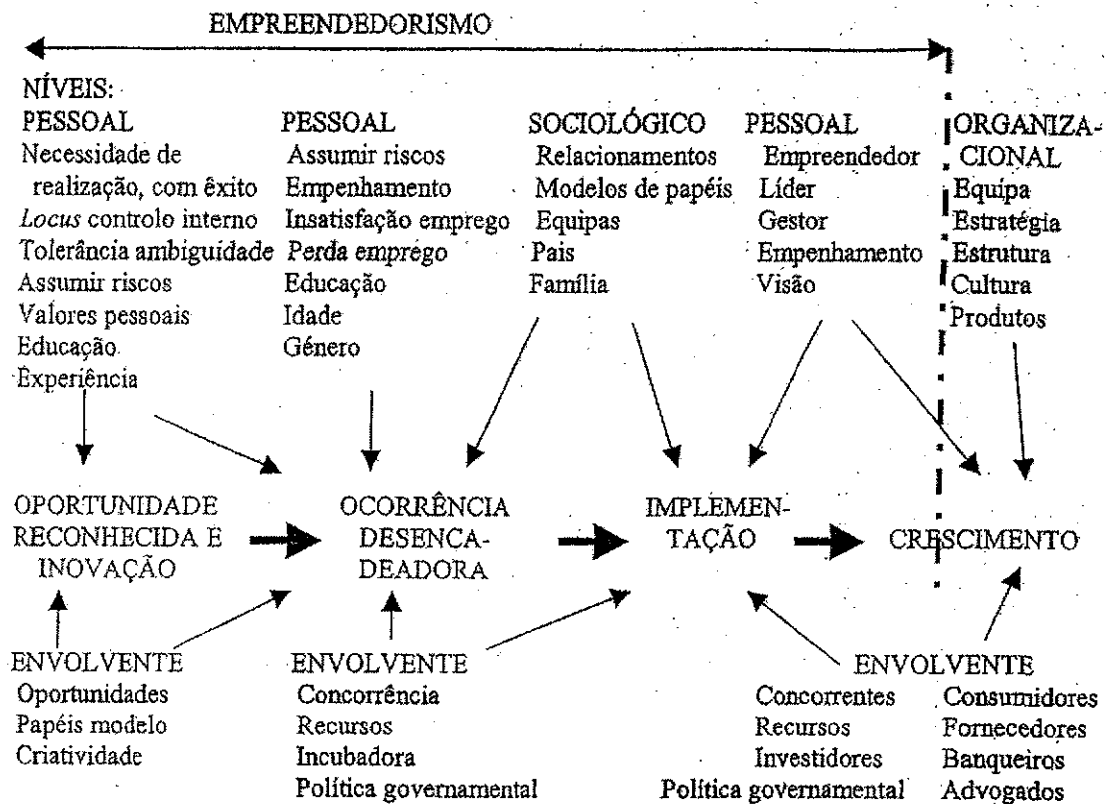 EMPREENDEDORISMO
NÍVEIS:
PESSOAL
Necessidade de
realização, com êxito
Locus controlo interno
Tolerância ambiguidade
Assumir riscos
Valores pessoais
Educação
Experiência
PESSOAL
Assumir riscos
Empenhamento
Insatisfação emprego
Perda emprego
Educação
Idade
Género
SOCIOLÓGICO
Relacionamentos
Modelos de papéis
Equipas
Pais
Família
PESSOAL
Empreendedor
Líder
Gestor
Empenhamento
Visão
ORGANIZA-
CIONAL
Equipa
Estratégia
Estrutura
Cultura
Produtos
OPORTUNIDADE
RECONHECIDA E
INOVAÇÃO
OCORRÊNCIA
DESENCA-
DEADORA
IMPLEMEN-
TAÇÃO
CRESCIMENTO
ENVOLVENTE
Oportunidades
Papéis modelo
Criatividade
ENVOLVENTE
Concorrência
Recursos
Incubadora
Política governamental
ENVOLVENTE
Concorrentes
Recursos
Investidores
Política governamental
Consumidores
Fornecedores
Banqueiros
Advogados